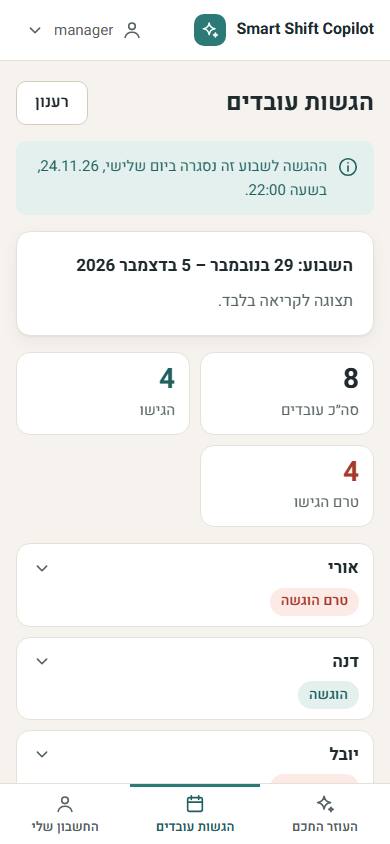 Smart Shift Copilot
manager
הגשות עובדים
רענון
ההגשה לשבוע זה נסגרה ביום שלישי, 24.11.26,
בשעה 22:00.
השבוע: 29 בנובמבר – 5 בדצמבר 2026
תצוגה לקריאה בלבד.
8
סה״כ עובדים
4
הגישו
4
טרם הגישו
אורי
טרם הוגשה
דנה
הוגשה
יובל
העוזר החכם
הגשות עובדים
החשבון שלי